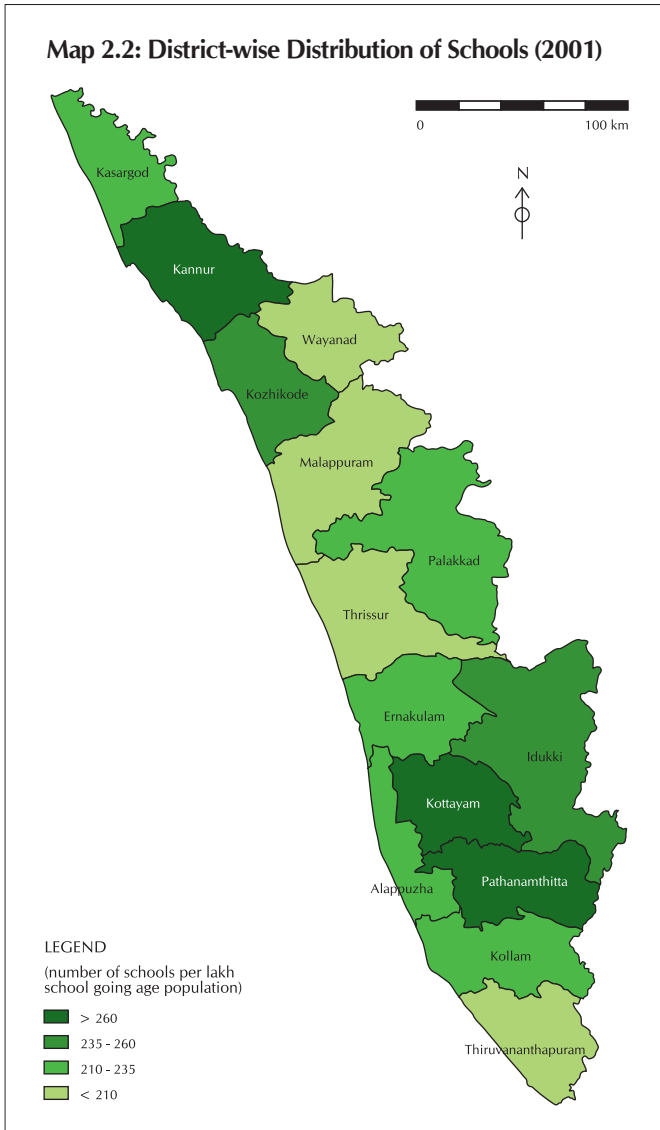 Map 2.2: District-wise Distribution of Schools (2001)
0 100 km
N
Kasargod
Kannur
Wayanad
Kozhikode
Malappuram
Palakkad
Thrissur
Ernakulam
Idukki
Kottayam
Pathanamthitta
Alappuzha
Kollam
Thiruvananthapuram
LEGEND
(number of schools per lakh
school going age population)
> 260
235 - 260
210 - 235
< 210